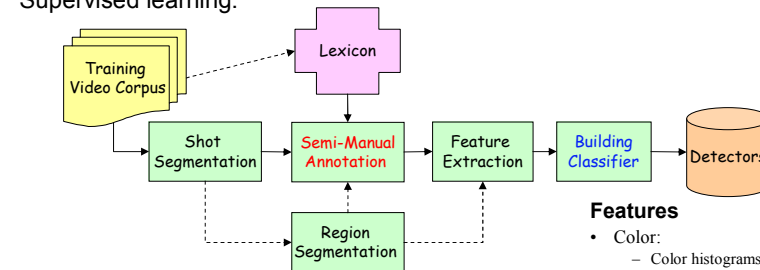 Supervised learning:
Lexicon
Training
Video Corpus
Shot
Segmentation
Semi-Manual
Annotation
Feature
Extraction
Building
Classifier
Detectors
Region
Segmentation
Features
• Color:
– Color histograms